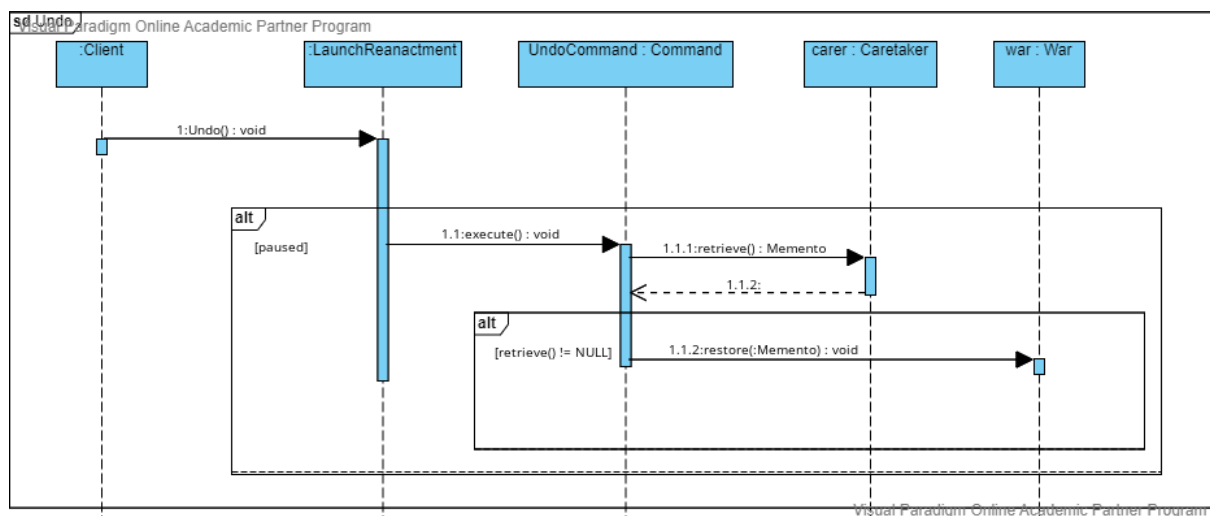 sd Undo
Visual Paradigm Online Academic Partner Program
:Client
:LaunchReanactment
UndoCommand : Command
carer : Caretaker
war : War
1:Undo() : void
alt
[paused]
1.1:execute() : void
1.1.1:retrieve() : Memento
1.1.2:
alt
[retrieve() != NULL]
1.1.2:restore(:Memento) : void
Visual Paradigm Online Academic Partner Program